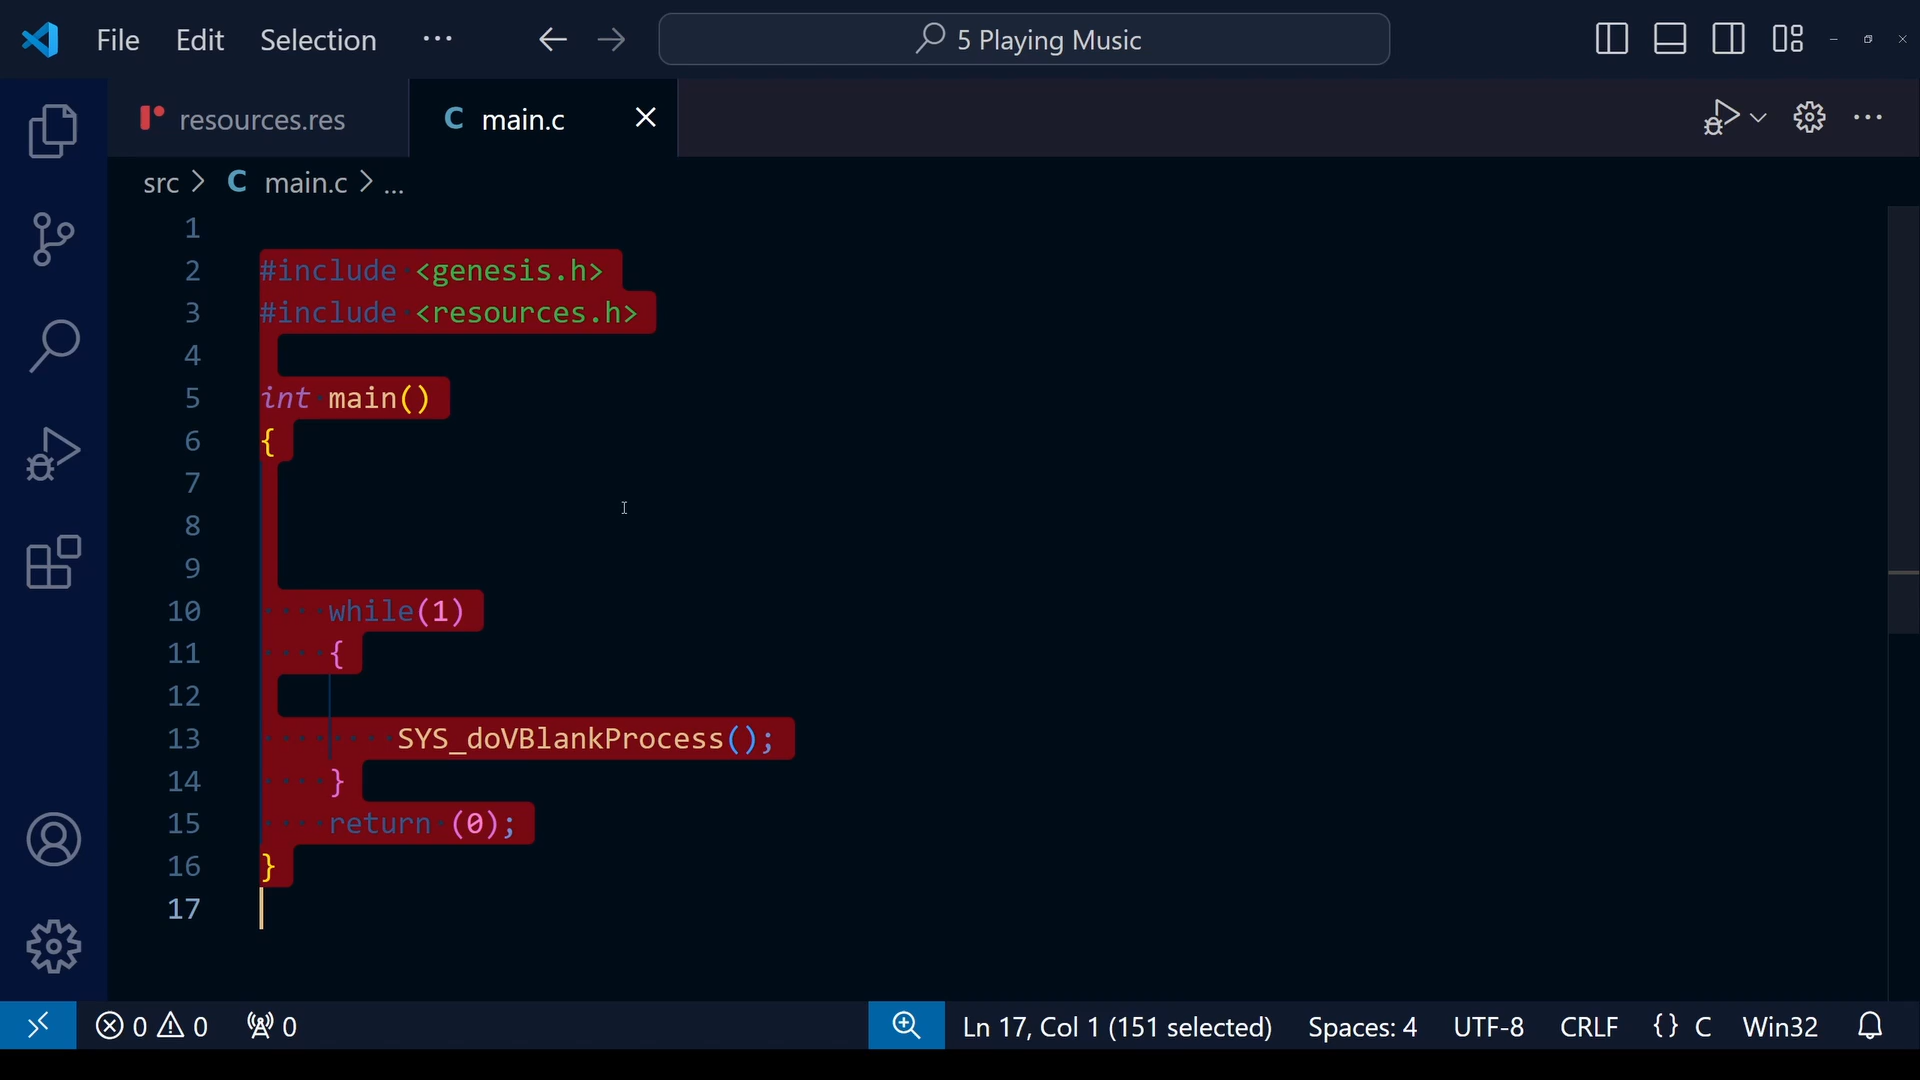 File Edit Selection ··· 5 Playing Music
resources.res C main.c
src > C main.c > ...
1
2 #include <genesis.h>
3 #include <resources.h>
4
5 int main()
6 {
7
8
9
10 while(1)
11 {
12
13 SYS_doVBlankProcess();
14 }
15 return (0);
16 }
17
0 0 0 Ln 17, Col 1 (151 selected) Spaces: 4 UTF-8 CRLF {} C Win32